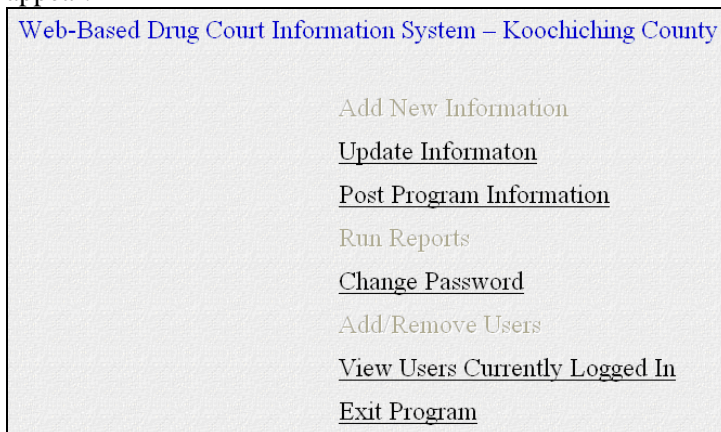 Web-Based Drug Court Information System – Koochiching County
Add New Information
Update Informaton
Post Program Information
Run Reports
Change Password
Add/Remove Users
View Users Currently Logged In
Exit Program